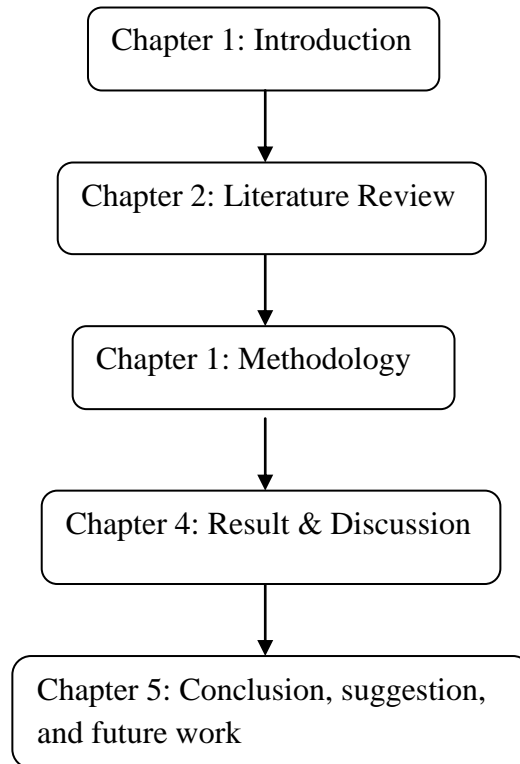 Chapter 1: Introduction
Chapter 2: Literature Review
Chapter 1: Methodology
Chapter 4: Result & Discussion
Chapter 5: Conclusion, suggestion,
and future work